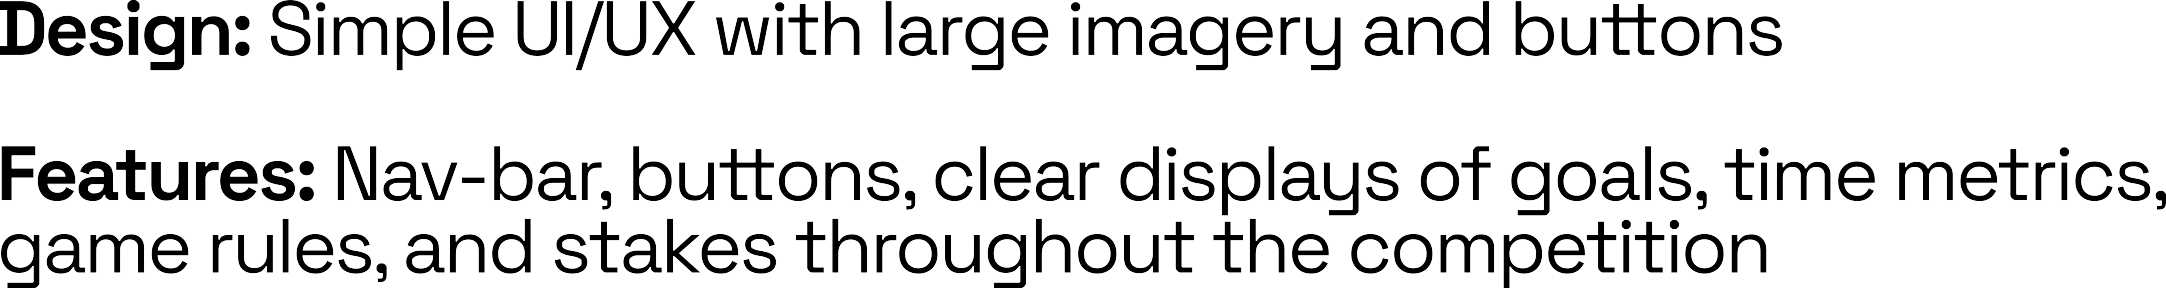 Design: Simple UI/UX with large imagery and buttons
Features: Nav-bar, buttons, clear displays of goals, time metrics,
game rules, and stakes throughout the competition